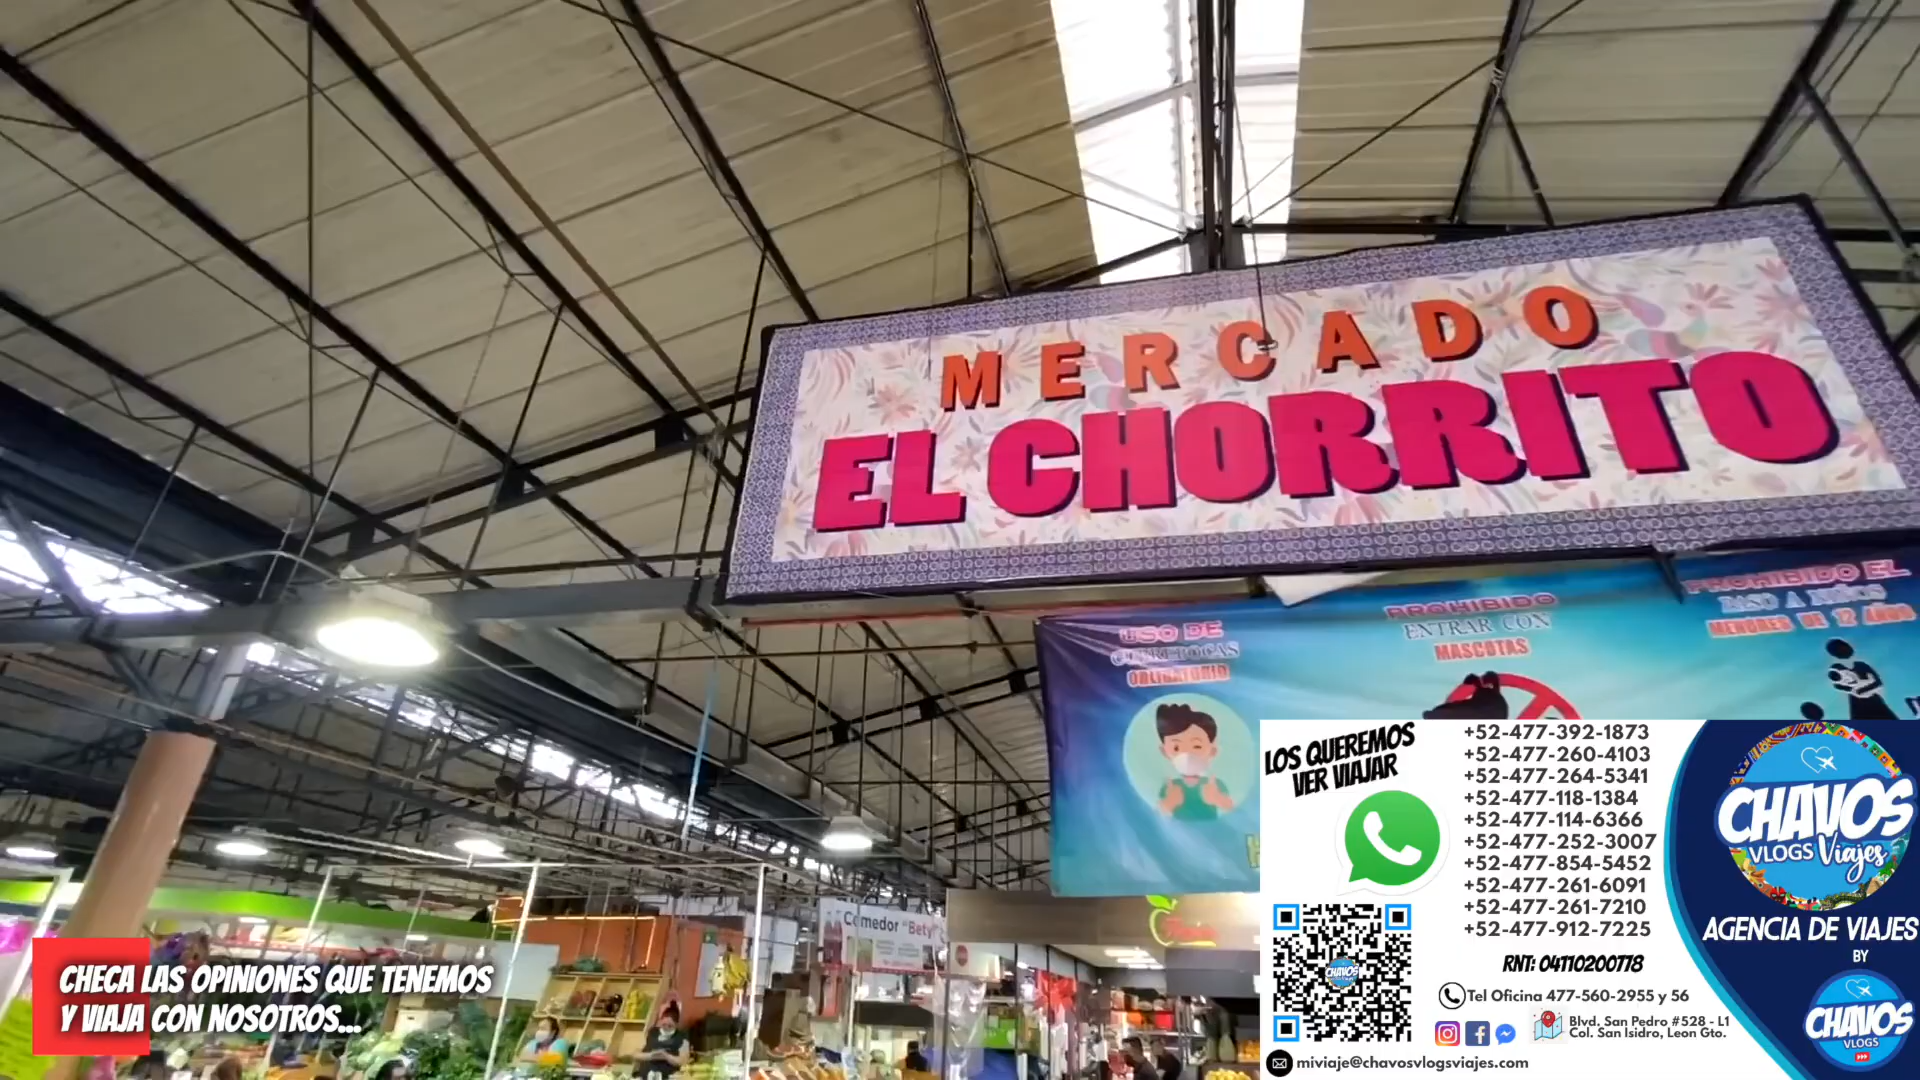 MERCADO
EL CHORRITO
USO DE
CUBREBOCAS
OBLIGATORIO
PROHIBIDO
ENTRAR CON
MASCOTAS
PROHIBIDO EL
PASO A NIÑOS
MENORES DE 12 AÑOS
Comedor "Bety"
CHECA LAS OPINIONES QUE TENEMOS
Y VIAJA CON NOSOTROS...
LOS QUEREMOS
VER VIAJAR
+52-477-392-1873
+52-477-260-4103
+52-477-264-5341
+52-477-118-1384
+52-477-114-6366
+52-477-252-3007
+52-477-854-5452
+52-477-261-6091
+52-477-261-7210
+52-477-912-7225
RNT: 04110200778
Tel Oficina 477-560-2955 y 56
Blvd. San Pedro #528 - L1
Col. San Isidro, Leon Gto.
miviaje@chavosvlogsviajes.com
CHAVOS
CHAVOS
VLOGS Viajes
AGENCIA DE VIAJES
BY
CHAVOS
VLOGS